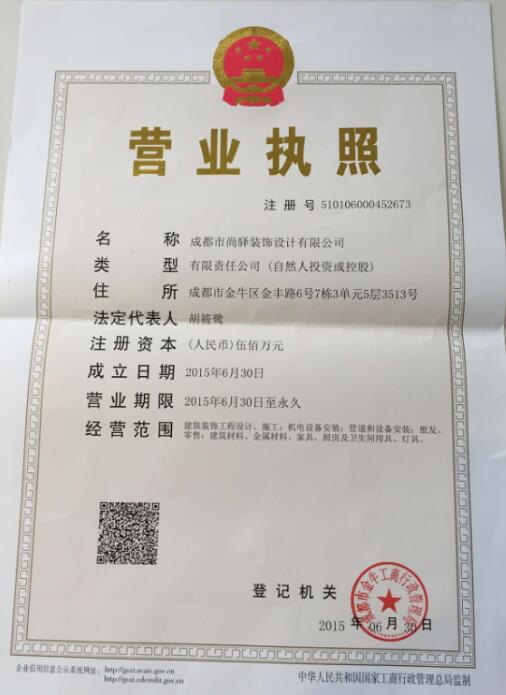 营业执照
注册号 510106000452673
名称 成都市尚驿装饰设计有限公司
类型 有限责任公司（自然人投资或控股）
住所 成都市金牛区金丰路6号7栋3单元5层3513号
法定代表人 胡筱鹭
注册资本 （人民币）伍佰万元
成立日期 2015年6月30日
营业期限 2015年6月30日至永久
经营范围 建筑装饰工程设计、施工；机电设备安装；管道和设备安装；批发、
零售：建筑材料、金属材料、家具、厨房及卫生间用具、灯具。
登记机关
成都市金牛工商行政管理局
2015 年 06 月 30 日
企业信用信息公示系统网址：http://gsxt.scaic.gov.cn/
http://gsxt.cdcredit.gov.cn/
中华人民共和国国家工商行政管理总局监制